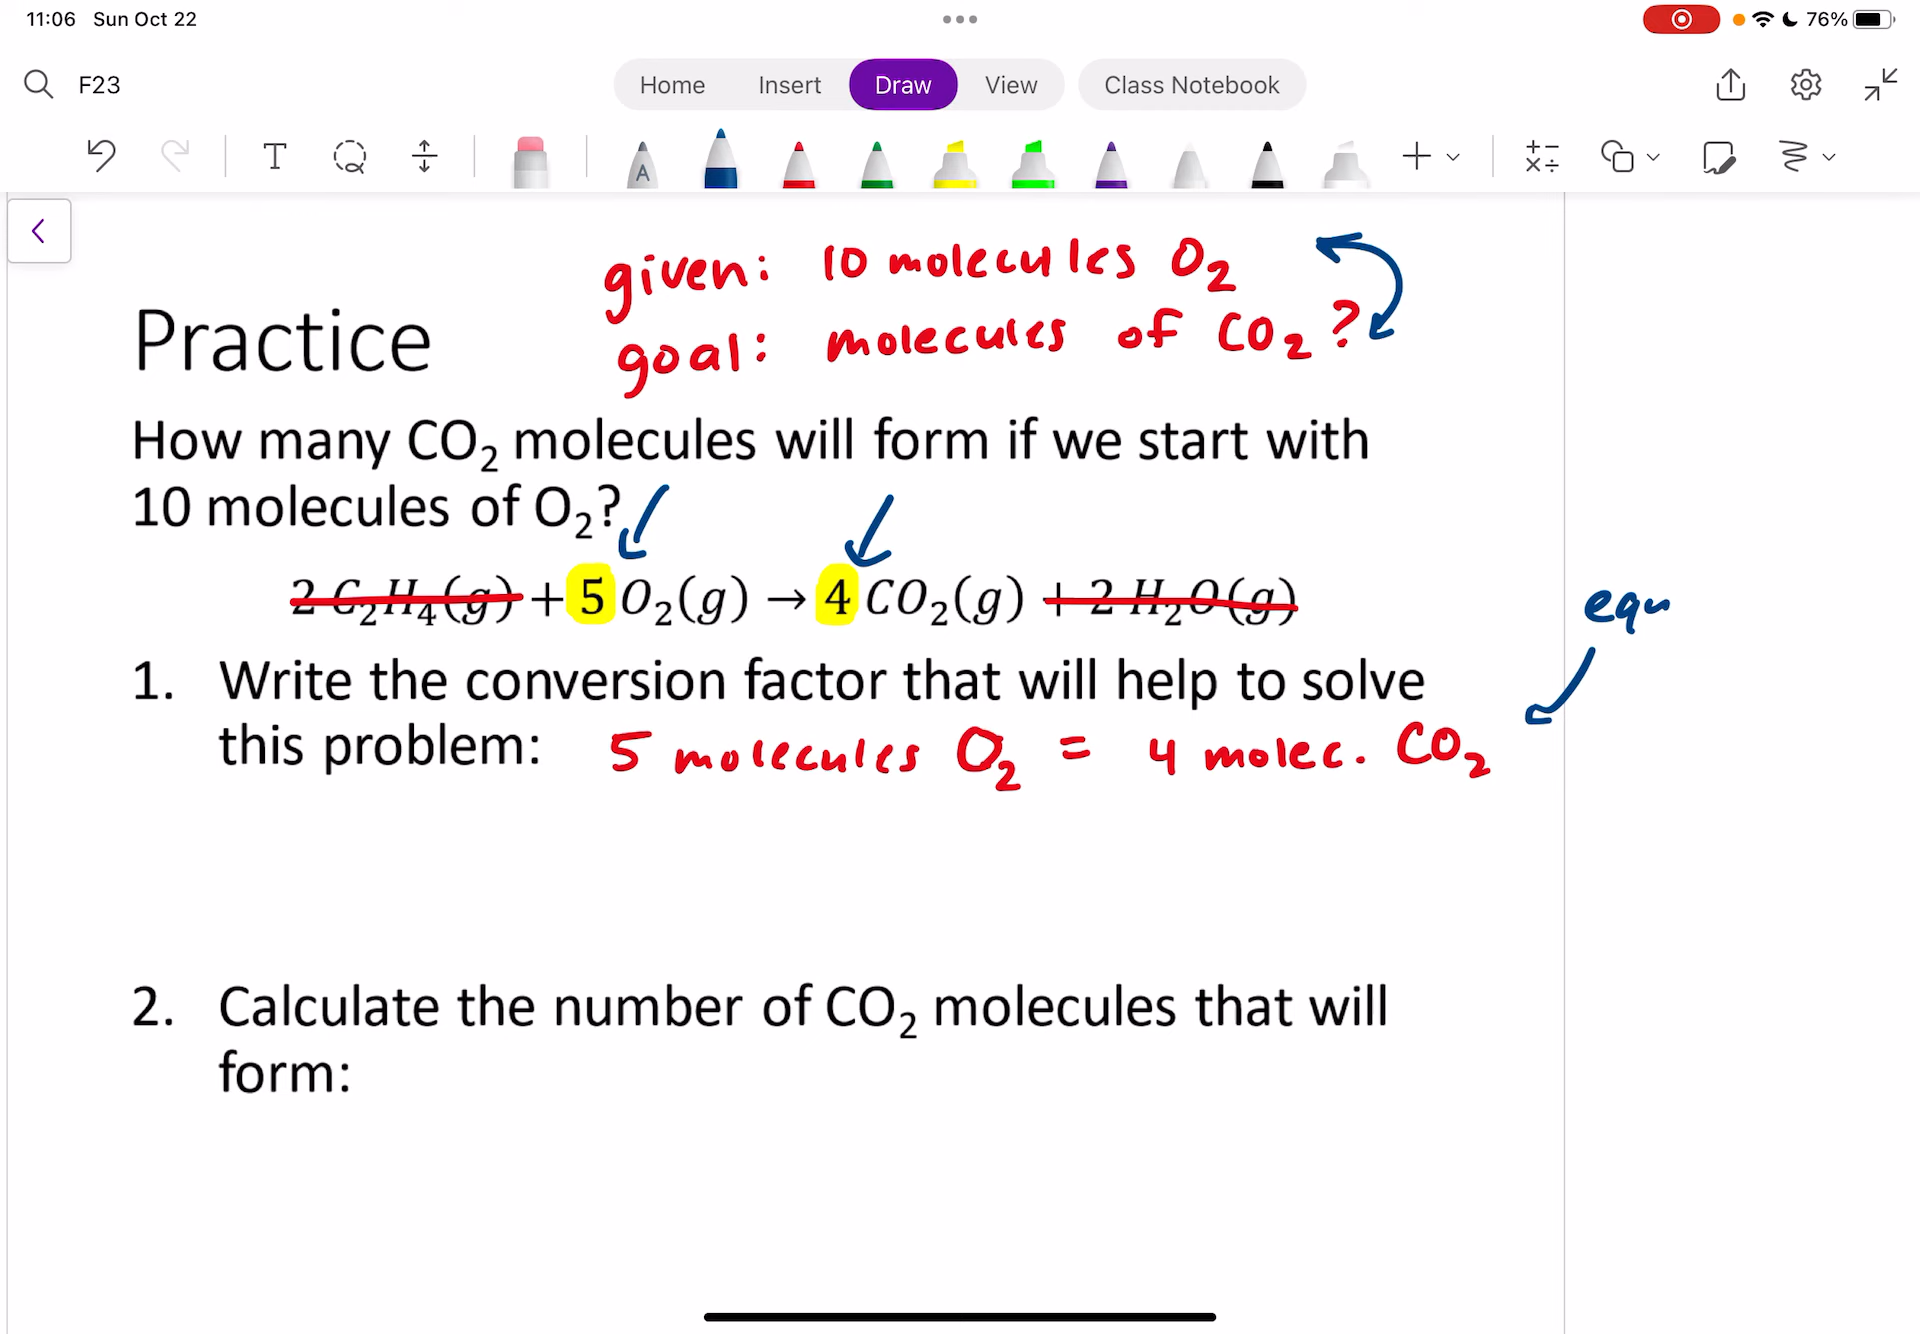 11:06 Sun Oct 22
76%
F23
Home Insert Draw View Class Notebook
T
A
given: 10 molecules O₂
goal: molecules of CO₂?
Practice
How many CO₂ molecules will form if we start with
10 molecules of O₂?
2 C₂H₄(g) + 5 O₂(g) → 4 CO₂(g) + 2 H₂O(g)
equ
1. Write the conversion factor that will help to solve
this problem: 5 molecules O₂ = 4 molec. CO₂
2. Calculate the number of CO₂ molecules that will
form: